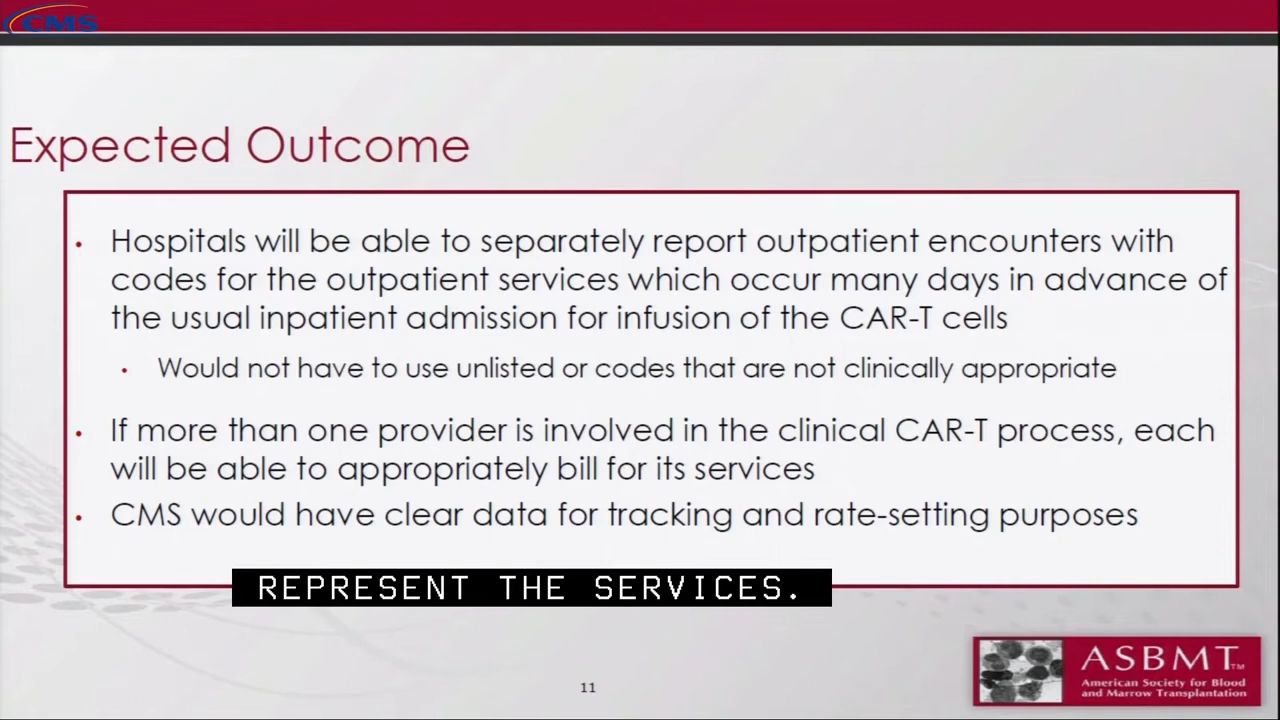 CMS
Expected Outcome
• Hospitals will be able to separately report outpatient encounters with
codes for the outpatient services which occur many days in advance of
the usual inpatient admission for infusion of the CAR-T cells
• Would not have to use unlisted or codes that are not clinically appropriate
• If more than one provider is involved in the clinical CAR-T process, each
will be able to appropriately bill for its services
• CMS would have clear data for tracking and rate-setting purposes
REPRESENT THE SERVICES.
ASBMT™
American Society for Blood
and Marrow Transplantation
11